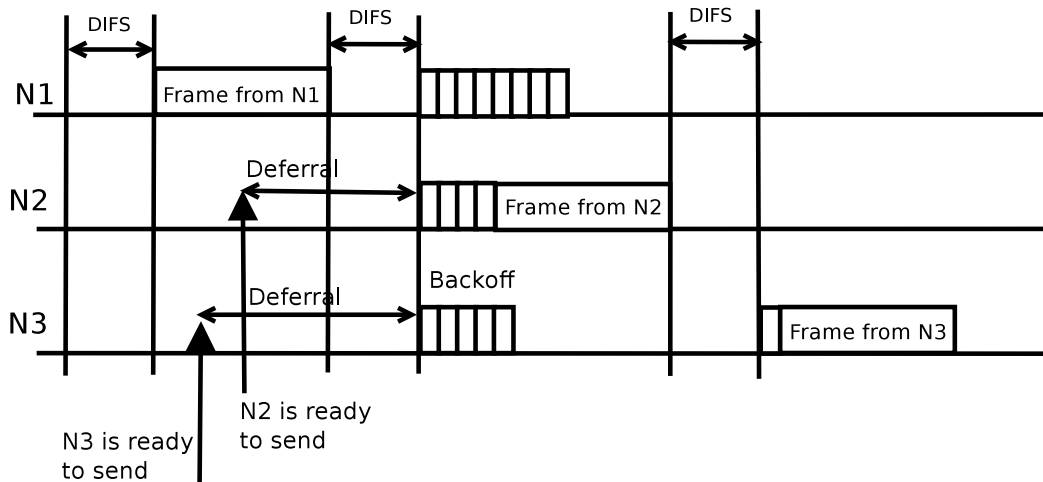 DIFS
DIFS
DIFS
N1
Frame from N1
Deferral
N2
Frame from N2
Backoff
Deferral
N3
Frame from N3
N2 is ready
to send
N3 is ready
to send